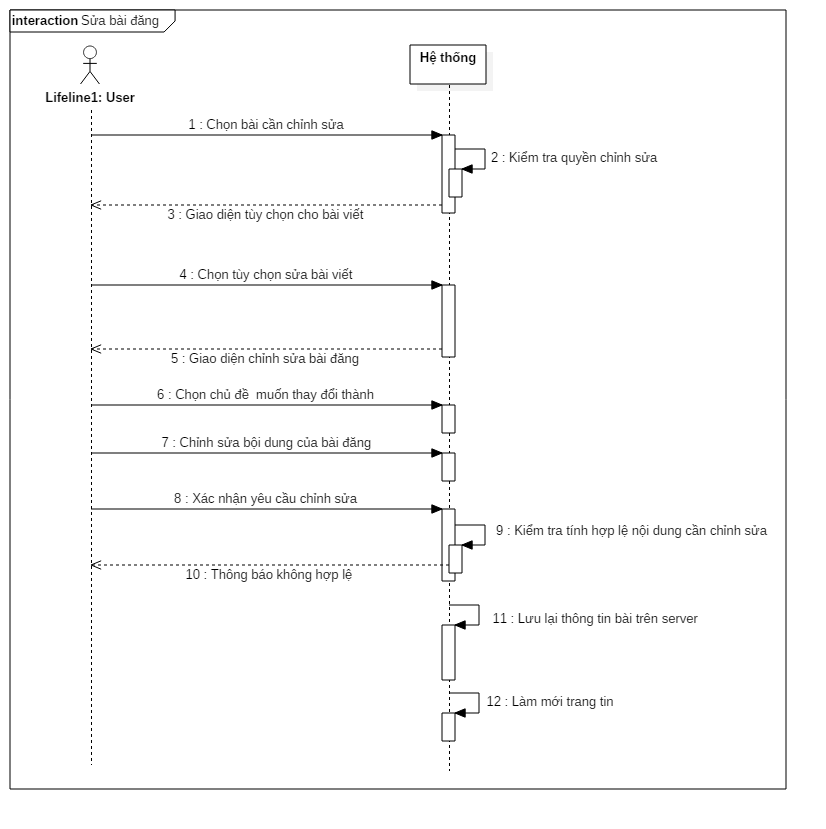 interaction Sửa bài đăng
Hệ thống
Lifeline1: User
1 : Chọn bài cần chỉnh sửa
2 : Kiểm tra quyền chỉnh sửa
3 : Giao diện tùy chọn cho bài viết
4 : Chọn tùy chọn sửa bài viết
5 : Giao diện chỉnh sửa bài đăng
6 : Chọn chủ đề  muốn thay đổi thành
7 : Chỉnh sửa bội dung của bài đăng
8 : Xác nhận yêu cầu chỉnh sửa
9 : Kiểm tra tính hợp lệ nội dung cần chỉnh sửa
10 : Thông báo không hợp lệ
11 : Lưu lại thông tin bài trên server
12 : Làm mới trang tin